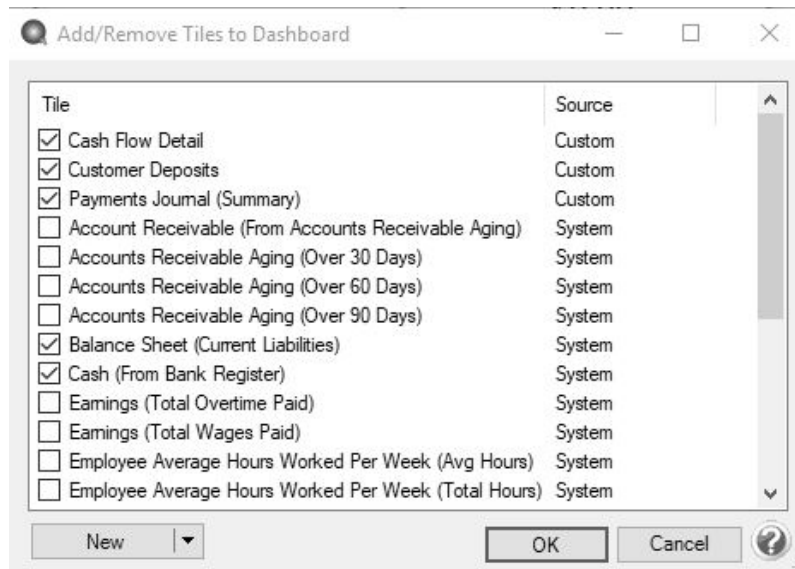 Add/Remove Tiles to Dashboard
Tile Source
Cash Flow Detail Custom
Customer Deposits Custom
Payments Journal (Summary) Custom
Account Receivable (From Accounts Receivable Aging) System
Accounts Receivable Aging (Over 30 Days) System
Accounts Receivable Aging (Over 60 Days) System
Accounts Receivable Aging (Over 90 Days) System
Balance Sheet (Current Liabilities) System
Cash (From Bank Register) System
Earnings (Total Overtime Paid) System
Earnings (Total Wages Paid) System
Employee Average Hours Worked Per Week (Avg Hours) System
Employee Average Hours Worked Per Week (Total Hours) System
New OK Cancel ?